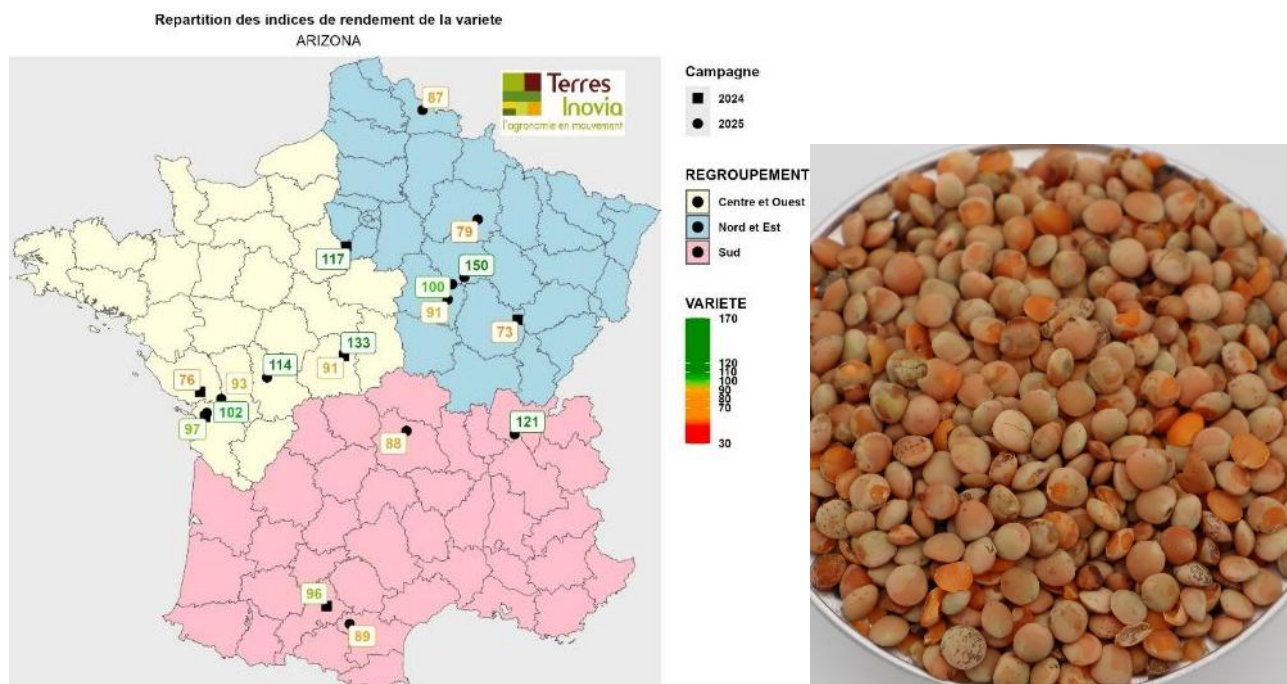 Repartition des indices de rendement de la variete
ARIZONA
Terres
Inovia
l'agronomie en mouvement
87
79
117
150
100
91
73
133
114
91
76
93
102
97
121
88
96
89
Campagne
2024
2025
REGROUPEMENT
Centre et Ouest
Nord et Est
Sud
VARIETE
170
120
110
100
90
80
70
30